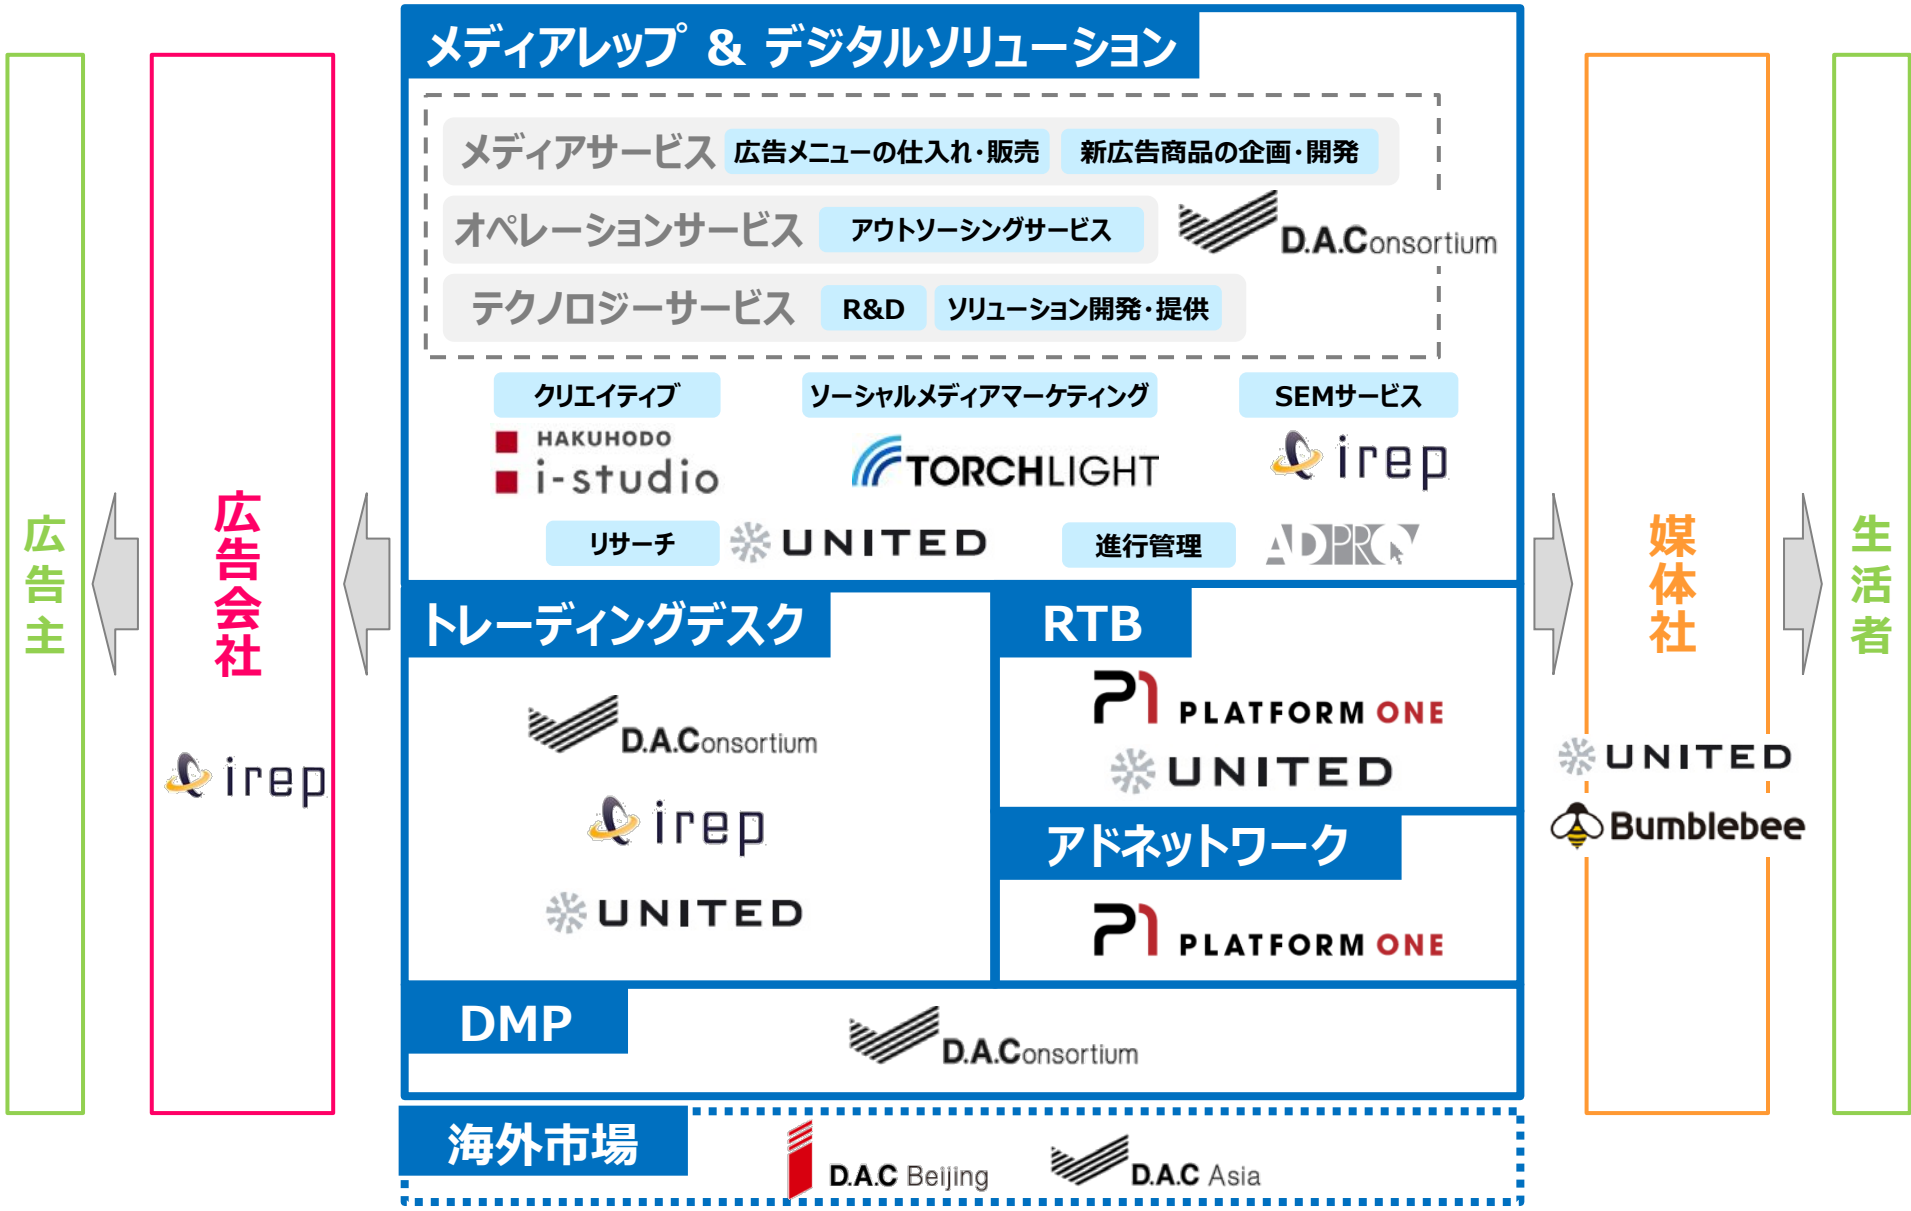 メディアレップ & デジタルソリューション
メディアサービス 広告メニューの仕入れ・販売 新広告商品の企画・開発
オペレーションサービス アウトソーシングサービス
D.A.Consortium
テクノロジーサービス R&D ソリューション開発・提供
クリエイティブ ソーシャルメディアマーケティング SEMサービス
HAKUHODO
i-studio
TORCHLIGHT
irep
リサーチ UNITED 進行管理 ADPRO
広告主
広告会社
irep
トレーディングデスク
D.A.Consortium
irep
UNITED
RTB
PLATFORM ONE
UNITED
アドネットワーク
PLATFORM ONE
DMP
D.A.Consortium
海外市場
D.A.C Beijing
D.A.C Asia
媒体社
UNITED
Bumblebee
生活者